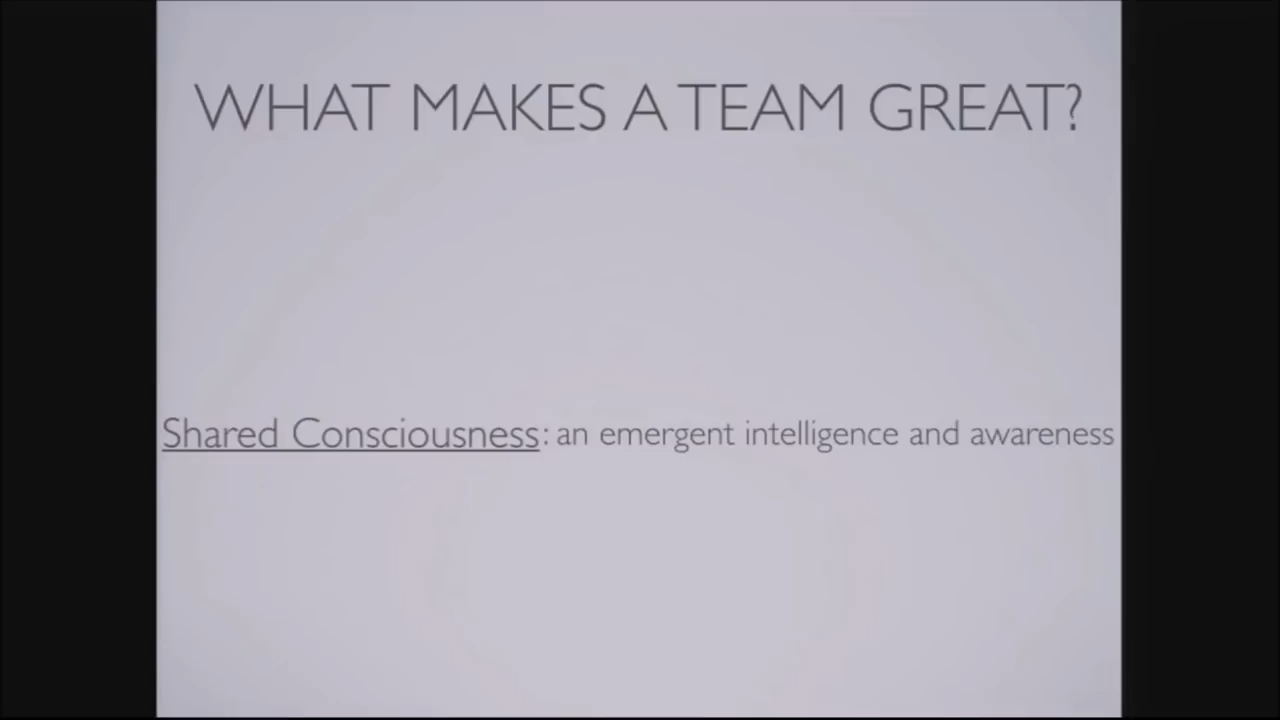 WHAT MAKES A TEAM GREAT?
Shared Consciousness: an emergent intelligence and awareness